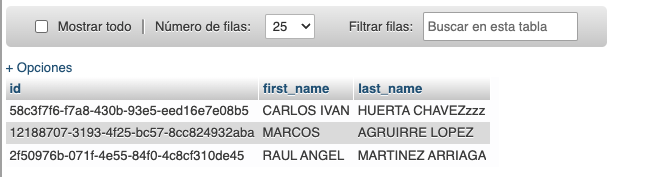 Mostrar todo | Número de filas: 25 Filtrar filas: Buscar en esta tabla
+ Opciones
id first_name last_name
58c3f7f6-f7a8-430b-93e5-eed16e7e08b5 CARLOS IVAN HUERTA CHAVEZzzz
12188707-3193-4f25-bc57-8cc824932aba MARCOS AGRUIRRE LOPEZ
2f50976b-071f-4e55-84f0-4c8cf310de45 RAUL ANGEL MARTINEZ ARRIAGA